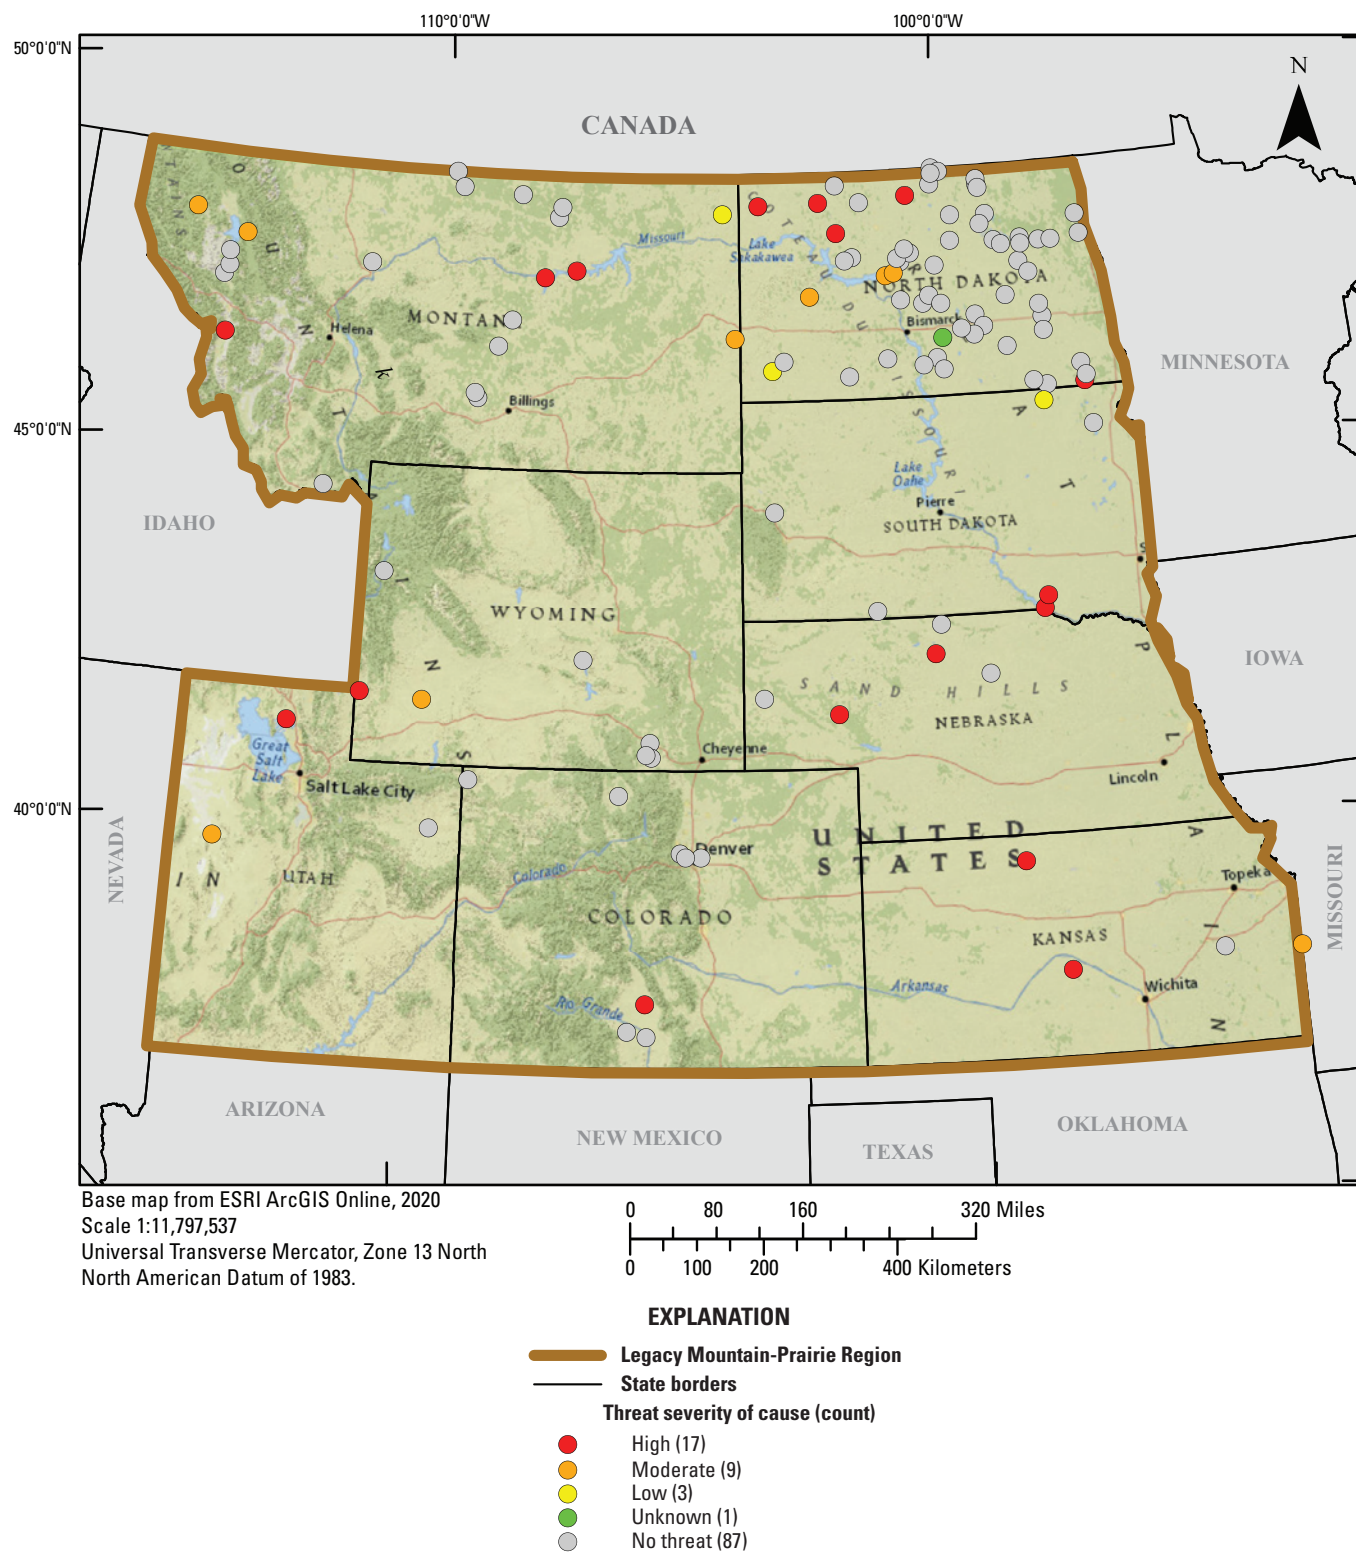 110°0'0"W
100°0'0"W
50°0'0"N
N
CANADA
TAINS
O
U
N
T
COTEAU DU MISSOURI
Missouri
Lake
Sakakawea
NORTH DAKOTA
Helena
MONTANA
Bismarck
MINNESOTA
Billings
45°0'0"N
Lake
Oahe
A
T
Pierre
IDAHO
SOUTH DAKOTA
S
I
WYOMING
P
IOWA
N
SAND HILLS
NEBRASKA
L
Great
Salt
Lake
S
Cheyenne
Salt Lake City
Lincoln
40°0'0"N
NEVADA
UNITED
STATES
A
Denver
Colorado
I N
UTAH
Topeka
MISSOURI
COLORADO
KANSAS
I
Arkansas
Wichita
Rio Grande
N
ARIZONA
NEW MEXICO
TEXAS
OKLAHOMA
Base map from ESRI ArcGIS Online, 2020
Scale 1:11,797,537
Universal Transverse Mercator, Zone 13 North
North American Datum of 1983.
0 80 160 320 Miles
0 100 200 400 Kilometers
EXPLANATION
Legacy Mountain-Prairie Region
State borders
Threat severity of cause (count)
High (17)
Moderate (9)
Low (3)
Unknown (1)
No threat (87)